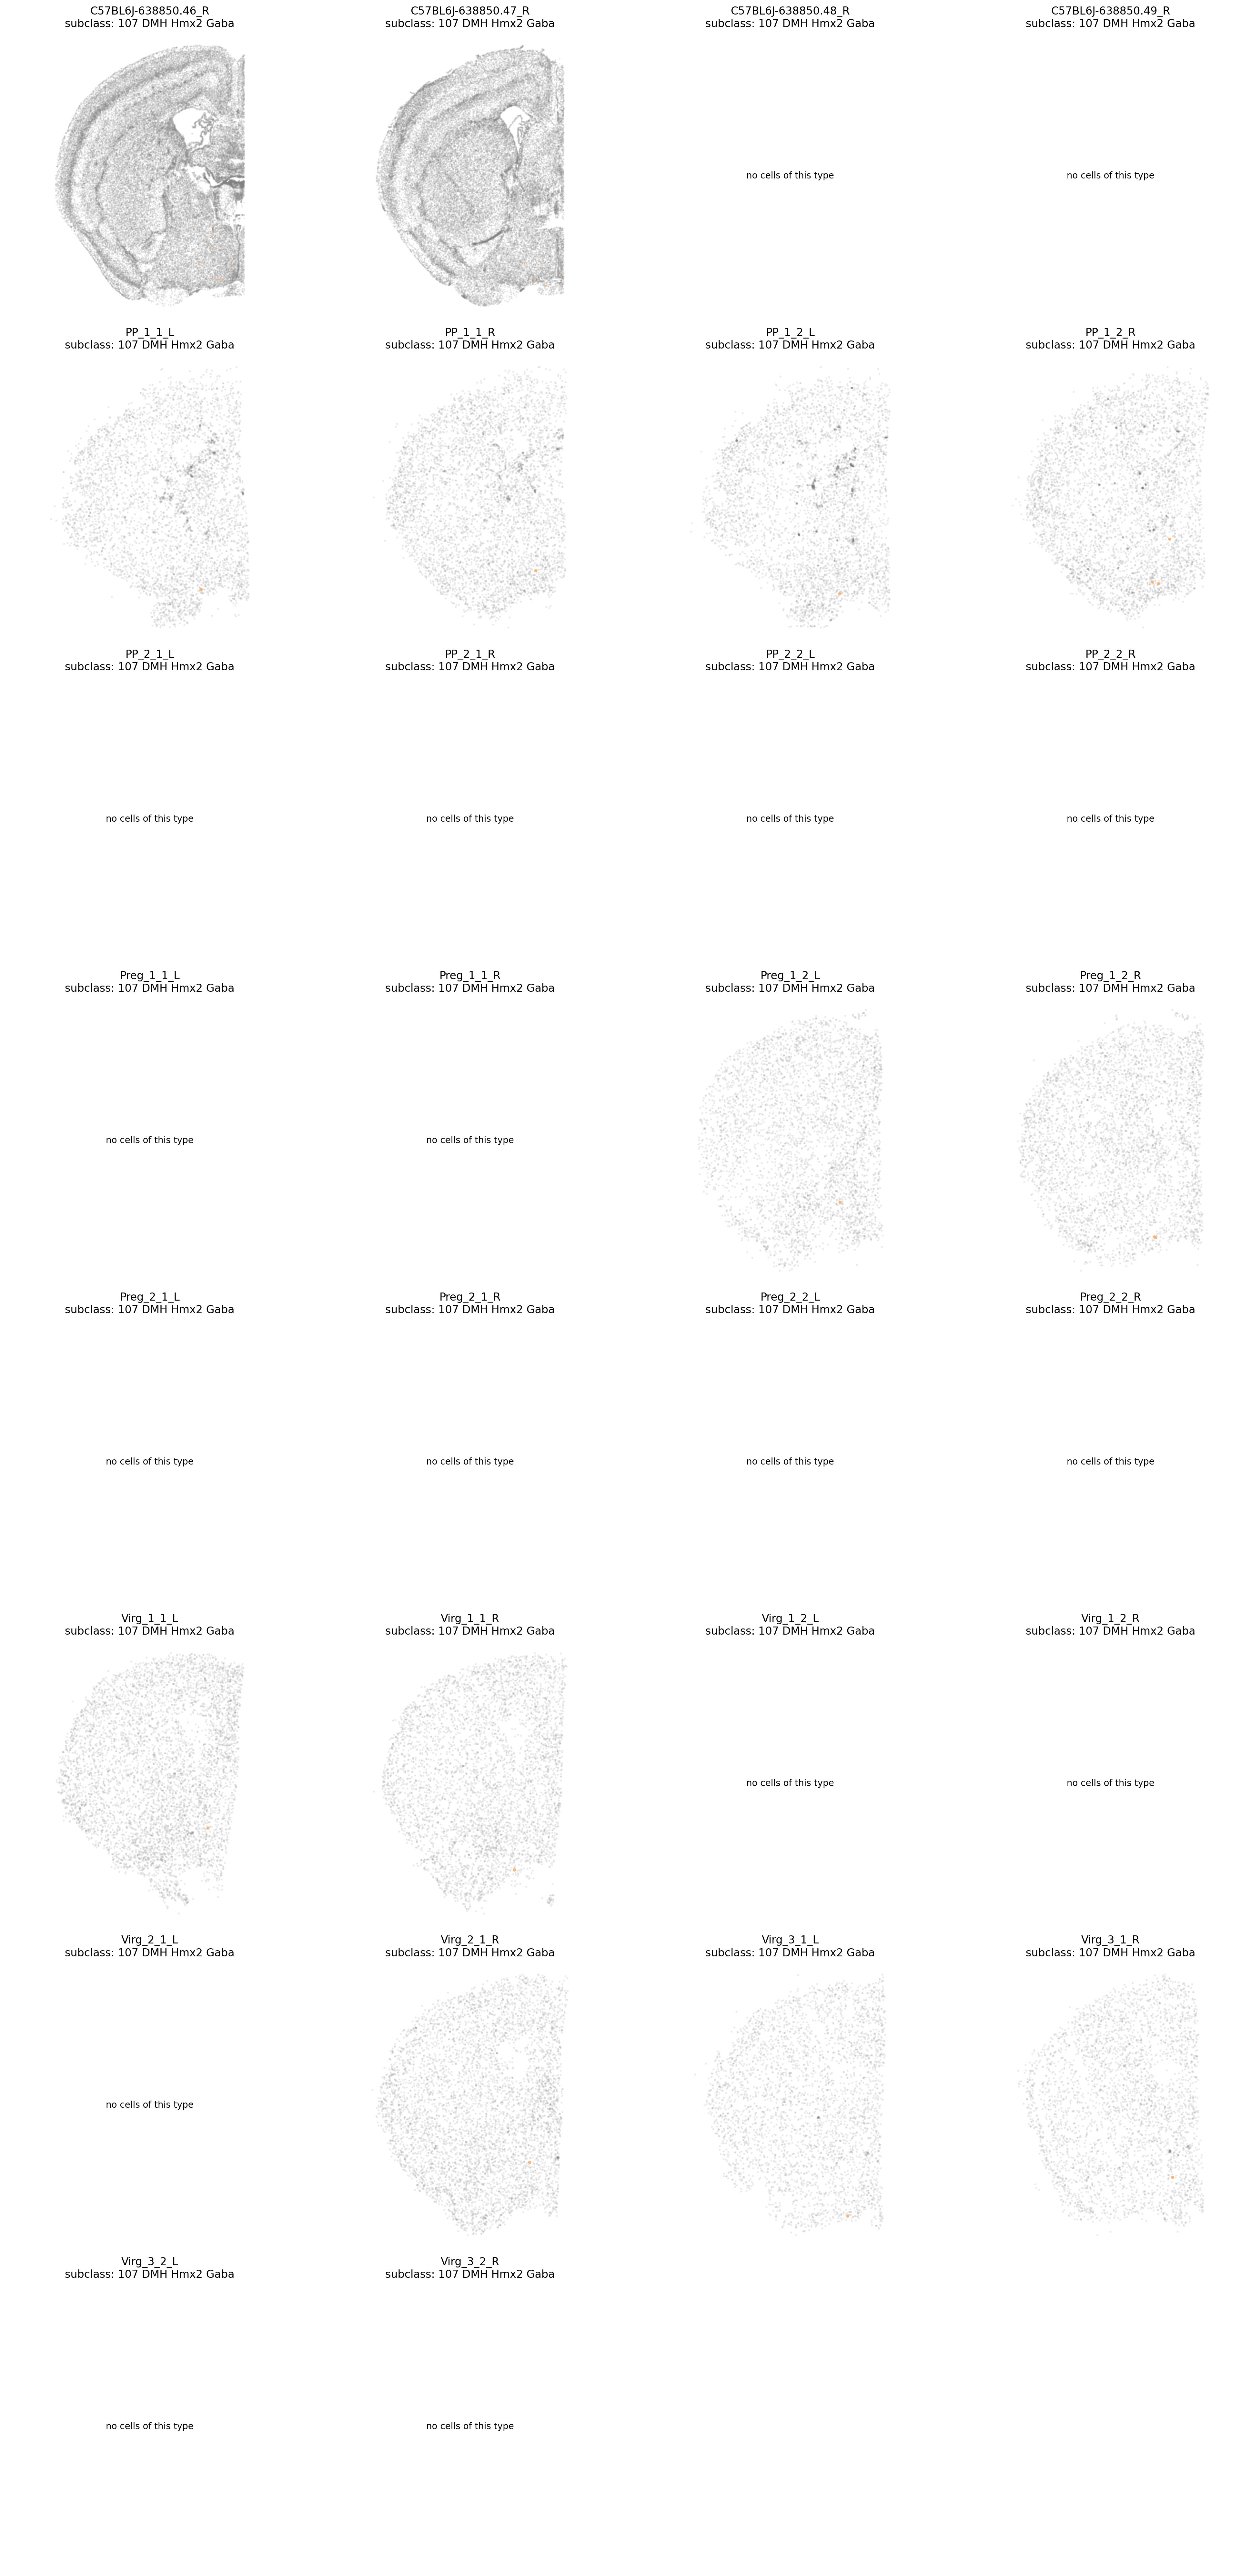 C57BL6J-638850.46_R
subclass: 107 DMH Hmx2 Gaba
C57BL6J-638850.47_R
subclass: 107 DMH Hmx2 Gaba
C57BL6J-638850.48_R
subclass: 107 DMH Hmx2 Gaba
no cells of this type
C57BL6J-638850.49_R
subclass: 107 DMH Hmx2 Gaba
no cells of this type
PP_1_1_L
subclass: 107 DMH Hmx2 Gaba
PP_1_1_R
subclass: 107 DMH Hmx2 Gaba
PP_1_2_L
subclass: 107 DMH Hmx2 Gaba
PP_1_2_R
subclass: 107 DMH Hmx2 Gaba
PP_2_1_L
subclass: 107 DMH Hmx2 Gaba
no cells of this type
PP_2_1_R
subclass: 107 DMH Hmx2 Gaba
no cells of this type
PP_2_2_L
subclass: 107 DMH Hmx2 Gaba
no cells of this type
PP_2_2_R
subclass: 107 DMH Hmx2 Gaba
no cells of this type
Preg_1_1_L
subclass: 107 DMH Hmx2 Gaba
no cells of this type
Preg_1_1_R
subclass: 107 DMH Hmx2 Gaba
no cells of this type
Preg_1_2_L
subclass: 107 DMH Hmx2 Gaba
Preg_1_2_R
subclass: 107 DMH Hmx2 Gaba
Preg_2_1_L
subclass: 107 DMH Hmx2 Gaba
no cells of this type
Preg_2_1_R
subclass: 107 DMH Hmx2 Gaba
no cells of this type
Preg_2_2_L
subclass: 107 DMH Hmx2 Gaba
no cells of this type
Preg_2_2_R
subclass: 107 DMH Hmx2 Gaba
no cells of this type
Virg_1_1_L
subclass: 107 DMH Hmx2 Gaba
Virg_1_1_R
subclass: 107 DMH Hmx2 Gaba
Virg_1_2_L
subclass: 107 DMH Hmx2 Gaba
no cells of this type
Virg_1_2_R
subclass: 107 DMH Hmx2 Gaba
no cells of this type
Virg_2_1_L
subclass: 107 DMH Hmx2 Gaba
no cells of this type
Virg_2_1_R
subclass: 107 DMH Hmx2 Gaba
Virg_3_1_L
subclass: 107 DMH Hmx2 Gaba
Virg_3_1_R
subclass: 107 DMH Hmx2 Gaba
Virg_3_2_L
subclass: 107 DMH Hmx2 Gaba
no cells of this type
Virg_3_2_R
subclass: 107 DMH Hmx2 Gaba
no cells of this type